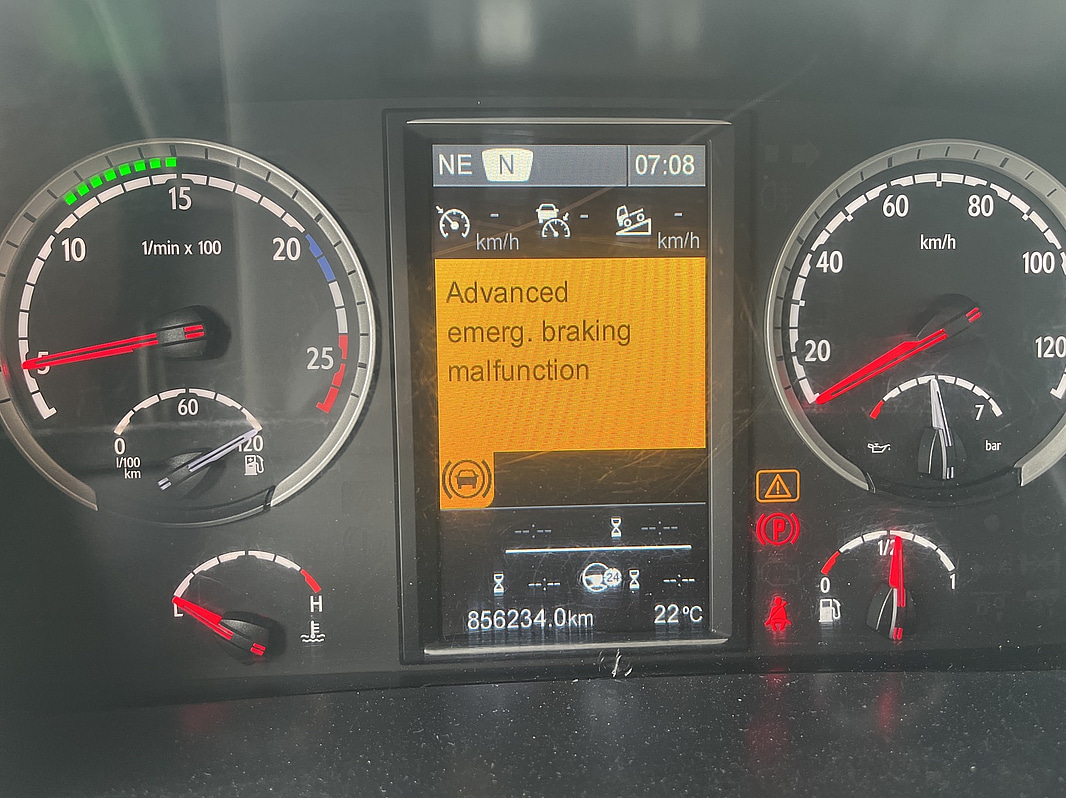 NE N 07:08
- - -
km/h km/h
Advanced
emerg. braking
malfunction
--:-- --:--
--:-- 24 --:--
856234.0km 22°C
5 10 15 20 25
1/min x 100
0 60 120
l/100
km
H
20 40 60 80 100 120
km/h
7
bar
P
0 1/2 1